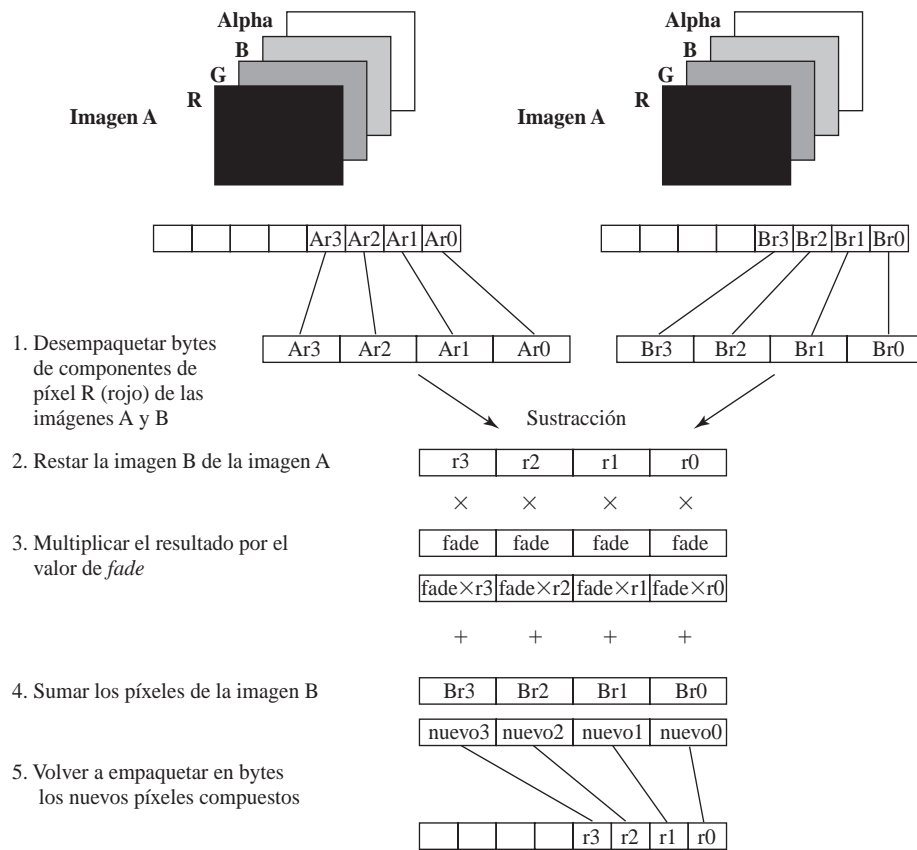 Alpha
B
G
R
Imagen A
Alpha
B
G
R
Imagen A
Ar3 Ar2 Ar1 Ar0
Br3 Br2 Br1 Br0
1. Desempaquetar bytes
de componentes de
píxel R (rojo) de las
imágenes A y B
Ar3 Ar2 Ar1 Ar0
Br3 Br2 Br1 Br0
Sustracción
2. Restar la imagen B de la imagen A
r3 r2 r1 r0
× × × ×
3. Multiplicar el resultado por el
valor de fade
fade fade fade fade
fade×r3 fade×r2 fade×r1 fade×r0
+ + + +
4. Sumar los píxeles de la imagen B
Br3 Br2 Br1 Br0
nuevo3 nuevo2 nuevo1 nuevo0
5. Volver a empaquetar en bytes
los nuevos píxeles compuestos
r3 r2 r1 r0